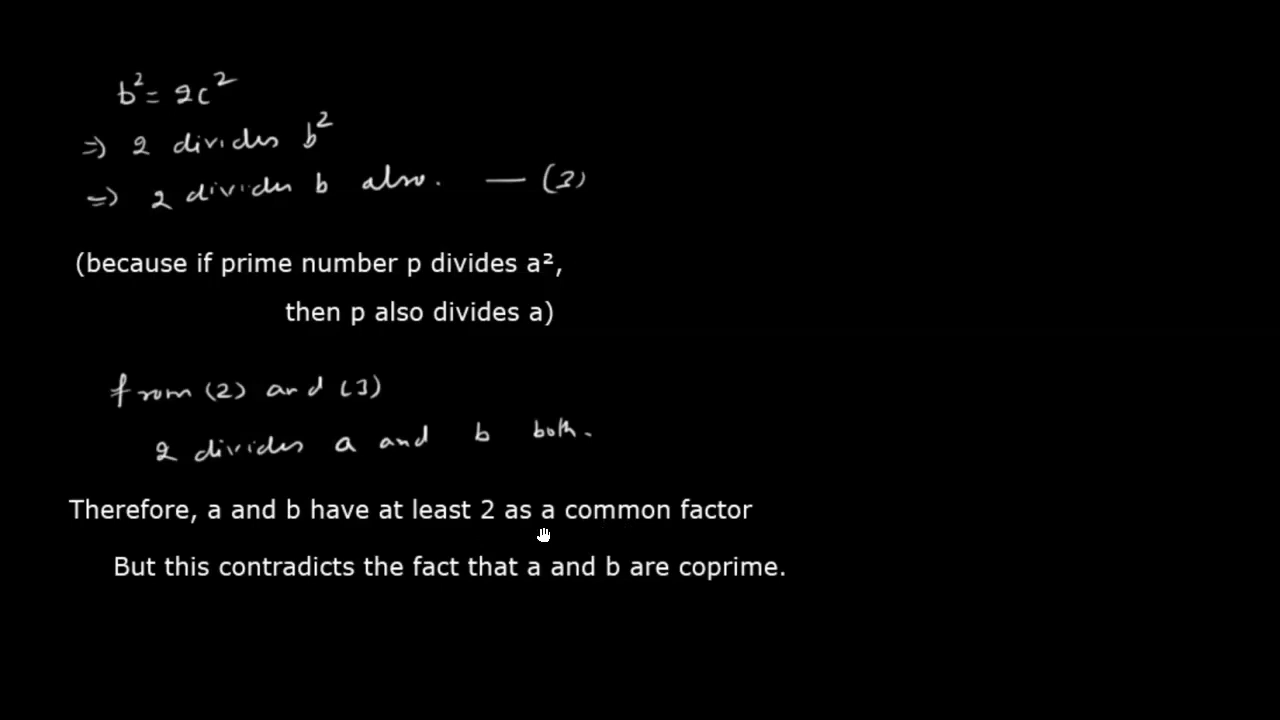 b² = 2c²
⇒ 2 divides b²
⇒ 2 divides b also. — (3)
(because if prime number p divides a²,
then p also divides a)
from (2) and (3)
2 divides a and b both.
Therefore, a and b have at least 2 as a common factor
But this contradicts the fact that a and b are coprime.